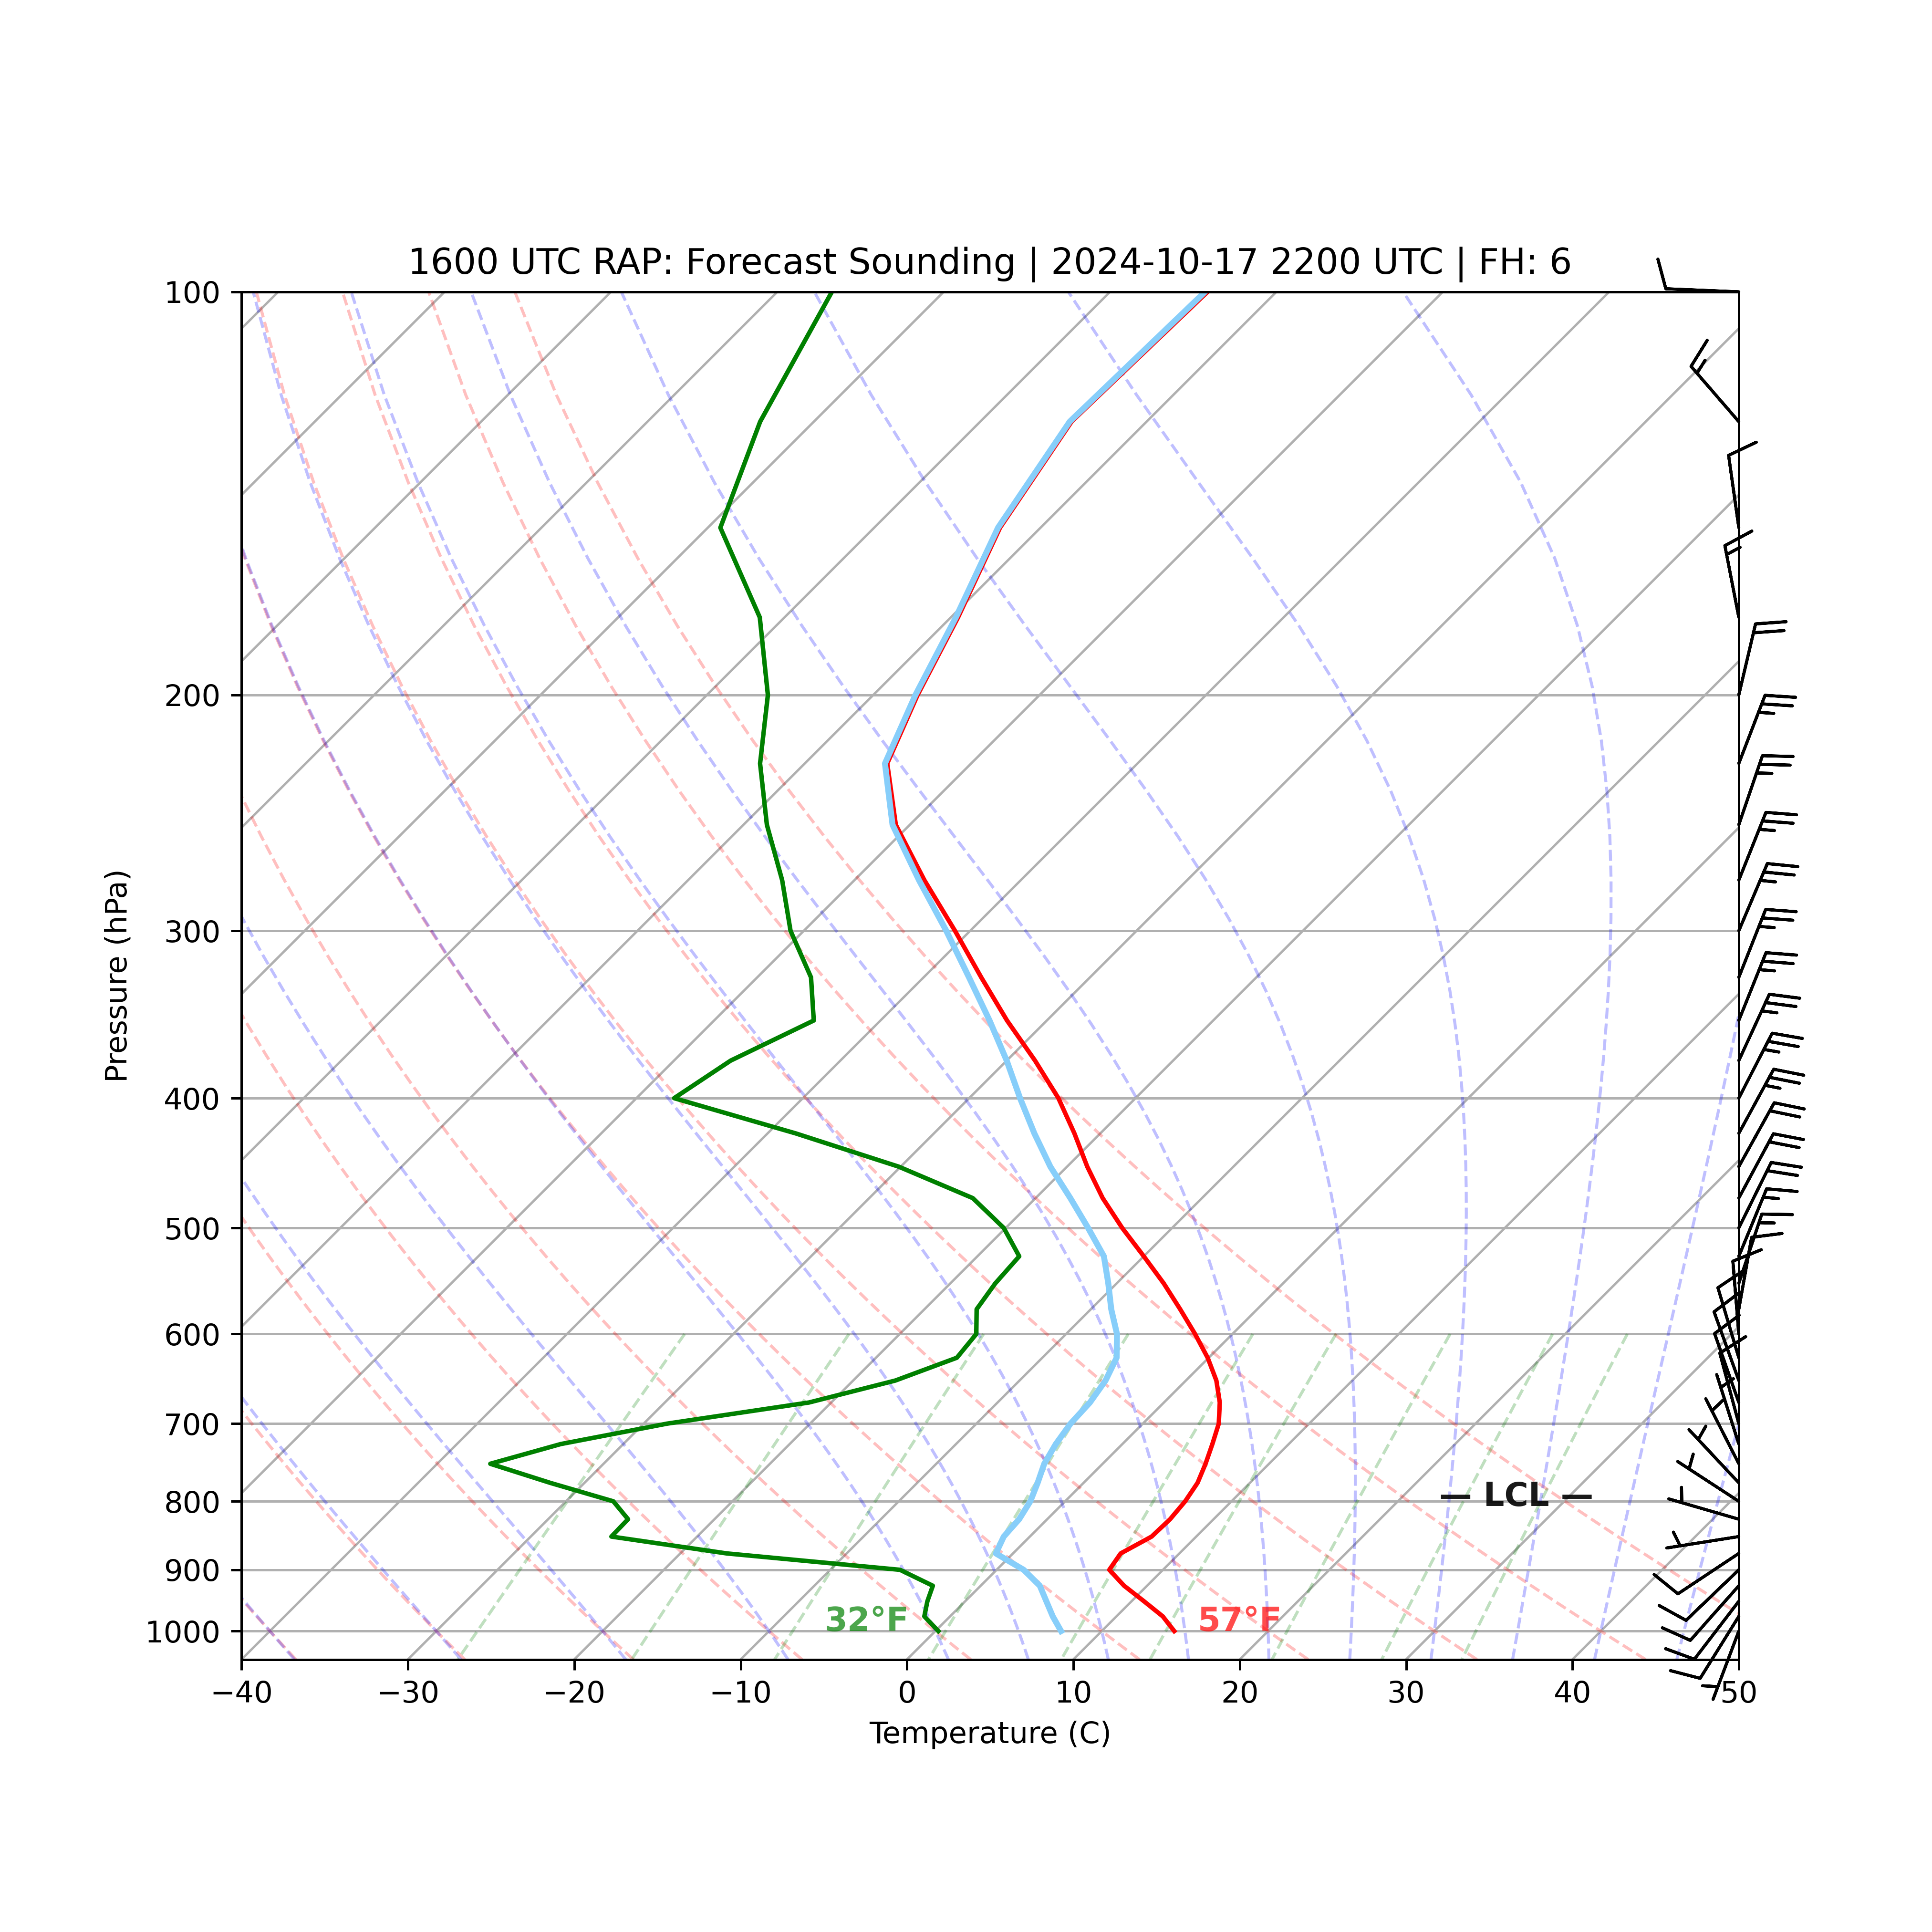 1600 UTC RAP: Forecast Sounding | 2024-10-17 2200 UTC | FH: 6
100
200
300
400
500
600
700
800
900
1000
Pressure (hPa)
— LCL —
32°F
57°F
−40 −30 −20 −10 0 10 20 30 40 50
Temperature (C)